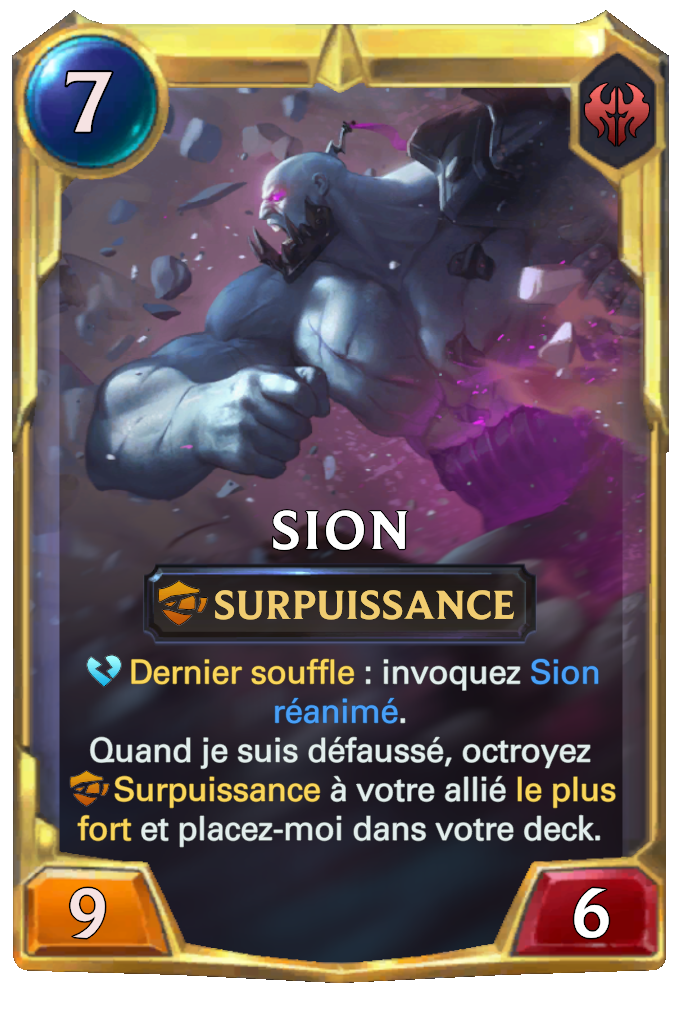 7
SION
SURPUISSANCE
Dernier souffle : invoquez Sion
réanimé.
Quand je suis défaussé, octroyez
Surpuissance à votre allié le plus
fort et placez-moi dans votre deck.
9
6